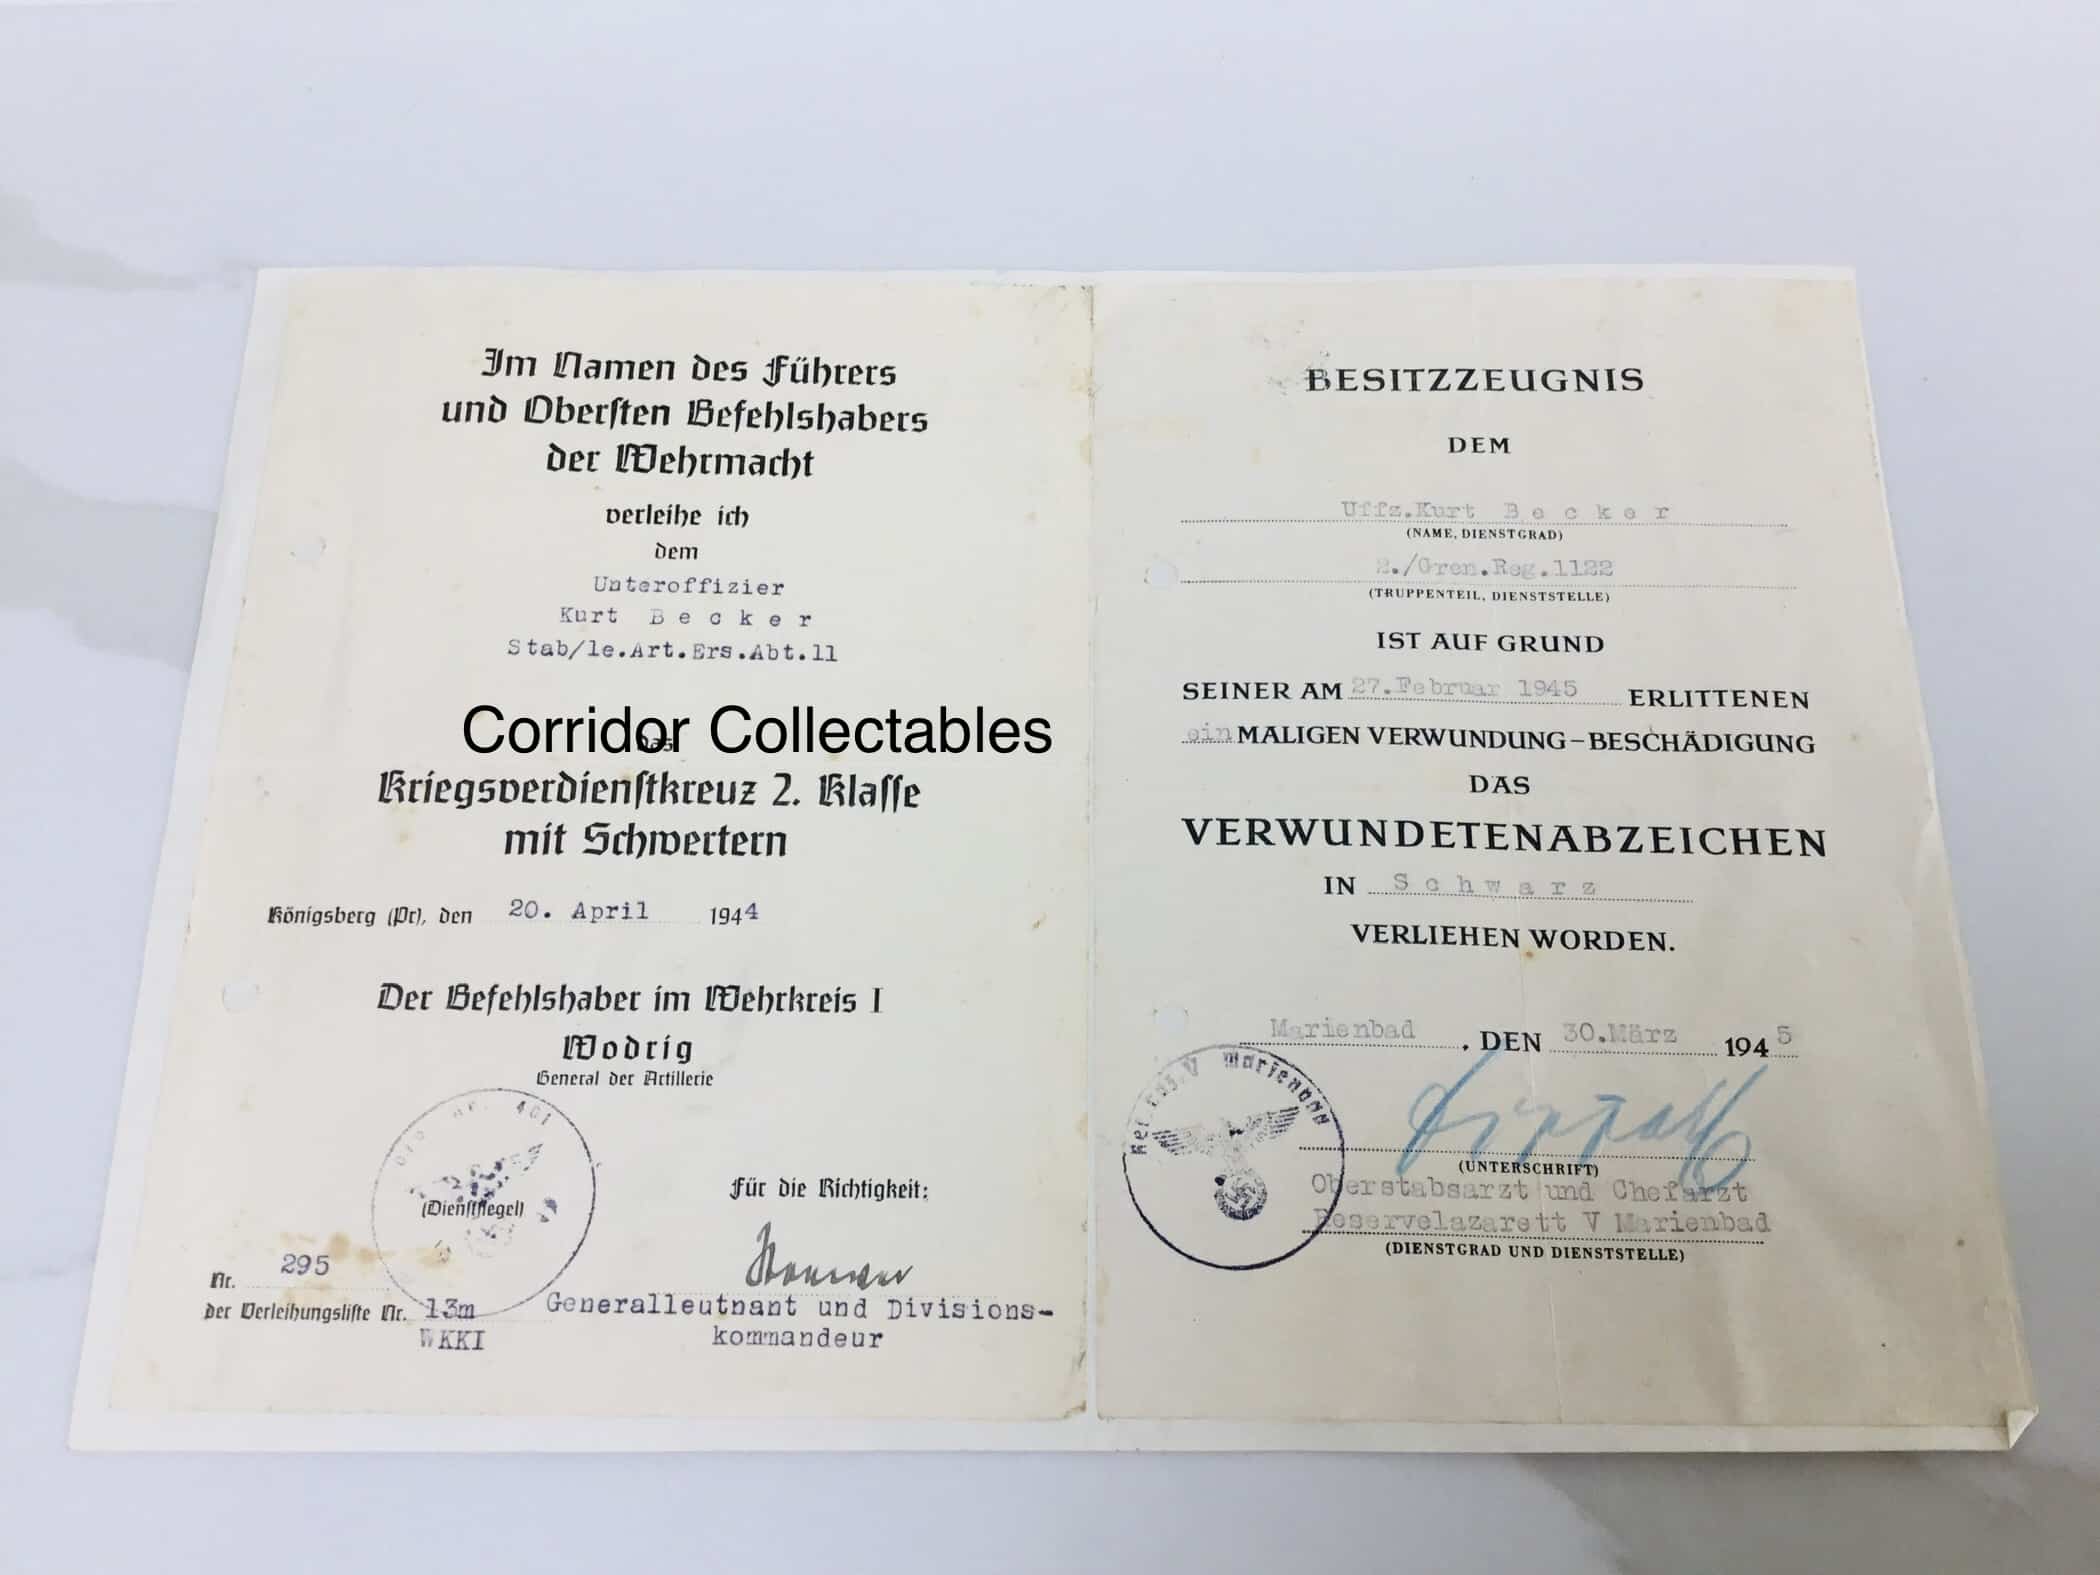 Im Namen des Führers
und Obersten Befehlshabers
der Wehrmacht
verleihe ich
dem
Unteroffizier
Kurt B e c k e r
Stab/le.Art.Ers.Abt.11
Corridor Collectables
das
Kriegsverdienstkreuz 2. Klasse
mit Schwertern
Königsberg (Pr), den 20. April 1944
Der Befehlshaber im Wehrkreis I
Wodrig
General der Artillerie
401
(Dienstsiegel)
Für die Richtigkeit:
Nr. 295
der Verleihungsliste Nr. 13m
WKKI
Generalleutnant und Divisions-
kommandeur
BESITZZEUGNIS
DEM
Uffz.Kurt B e c k e r
(NAME, DIENSTGRAD)
2./Gren.Reg.1122
(TRUPPENTEIL, DIENSTSTELLE)
IST AUF GRUND
SEINER AM 27.Februar 1945 ERLITTENEN
ein MALIGEN VERWUNDUNG–BESCHÄDIGUNG
DAS
VERWUNDETENABZEICHEN
IN S c h w a r z
VERLIEHEN WORDEN.
Marienbad, DEN 30.März 1945
V Marienbad
(UNTERSCHRIFT)
Oberstabsarzt und Chefarzt
Reservelazarett V Marienbad
(DIENSTGRAD UND DIENSTSTELLE)